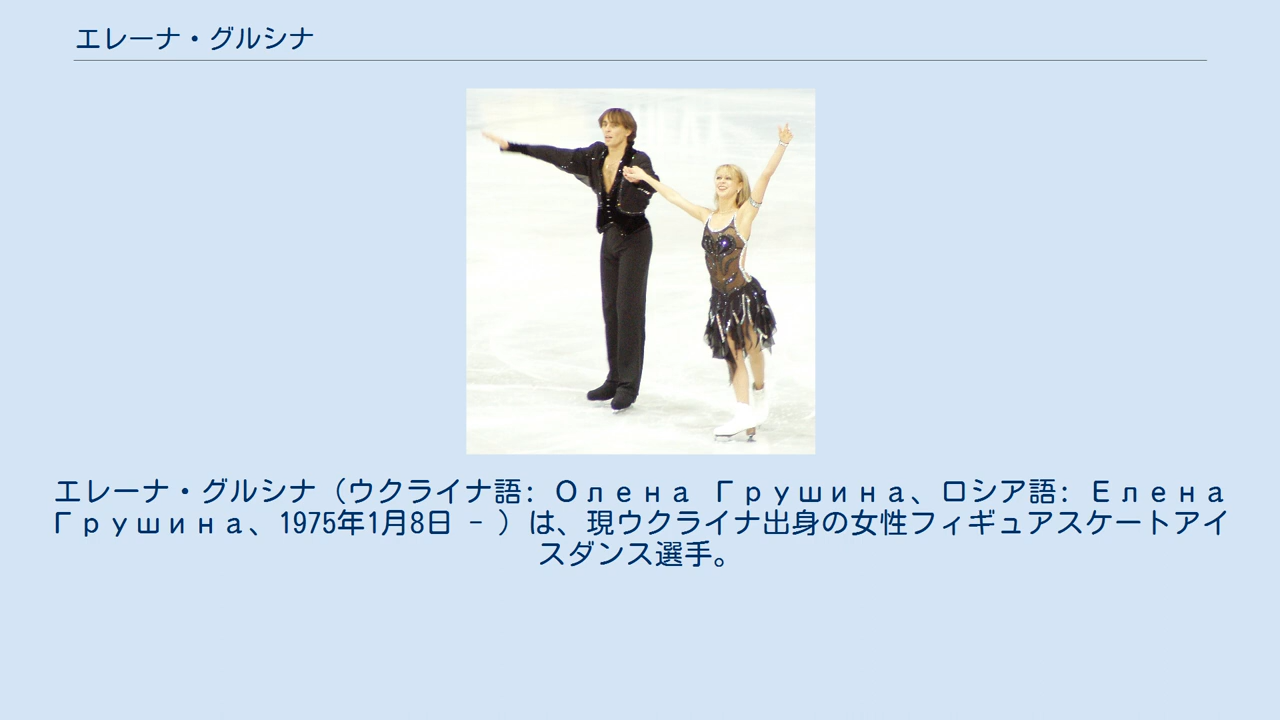 エレーナ・グルシナ
エレーナ・グルシナ（ウクライナ語: Олена Грушина、ロシア語: Елена
Грушина、1975年1月8日 - ）は、現ウクライナ出身の女性フィギュアスケートアイ
スダンス選手。